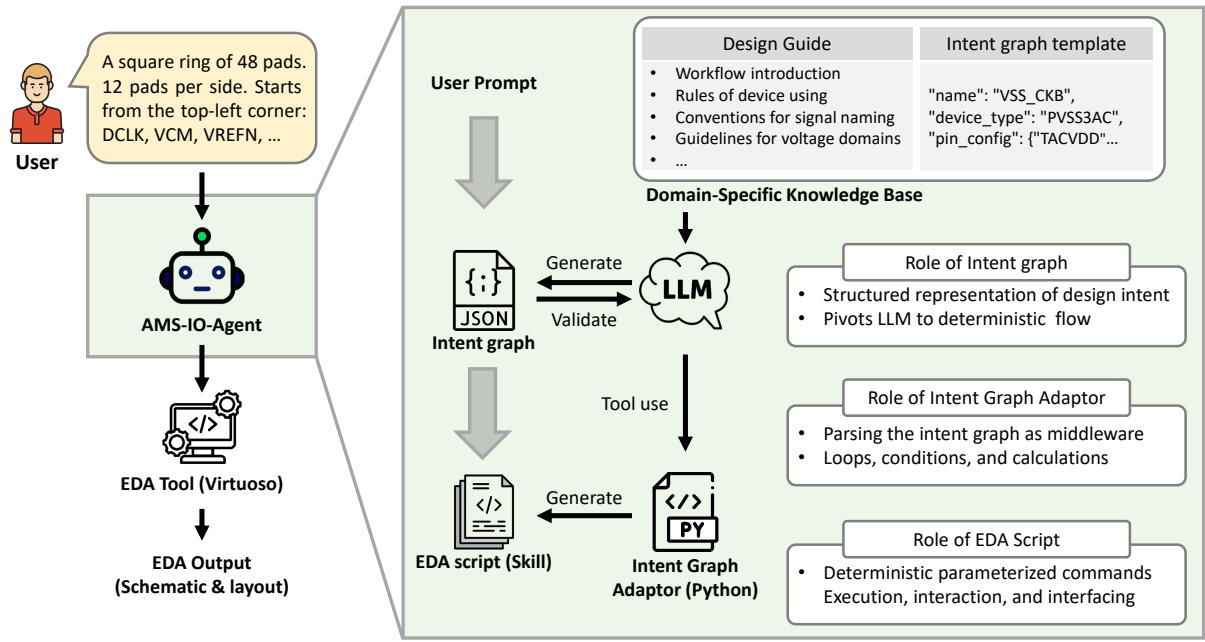 A square ring of 48 pads.
12 pads per side. Starts
from the top-left corner:
DCLK, VCM, VREFN, ...
User
AMS-IO-Agent
EDA Tool (Virtuoso)
EDA Output
(Schematic & layout)
User Prompt
Design Guide
• Workflow introduction
• Rules of device using
• Conventions for signal naming
• Guidelines for voltage domains
• ...
Intent graph template
"name": "VSS_CKB",
"device_type": "PVSS3AC",
"pin_config": {"TACVDD"...
Domain-Specific Knowledge Base
{;}
JSON
Intent graph
Generate
Validate
LLM
Tool use
</>
EDA script (Skill)
Generate
</>
PY
Intent Graph
Adaptor (Python)
Role of Intent graph
• Structured representation of design intent
• Pivots LLM to deterministic flow
Role of Intent Graph Adaptor
• Parsing the intent graph as middleware
• Loops, conditions, and calculations
Role of EDA Script
• Deterministic parameterized commands
Execution, interaction, and interfacing
</>